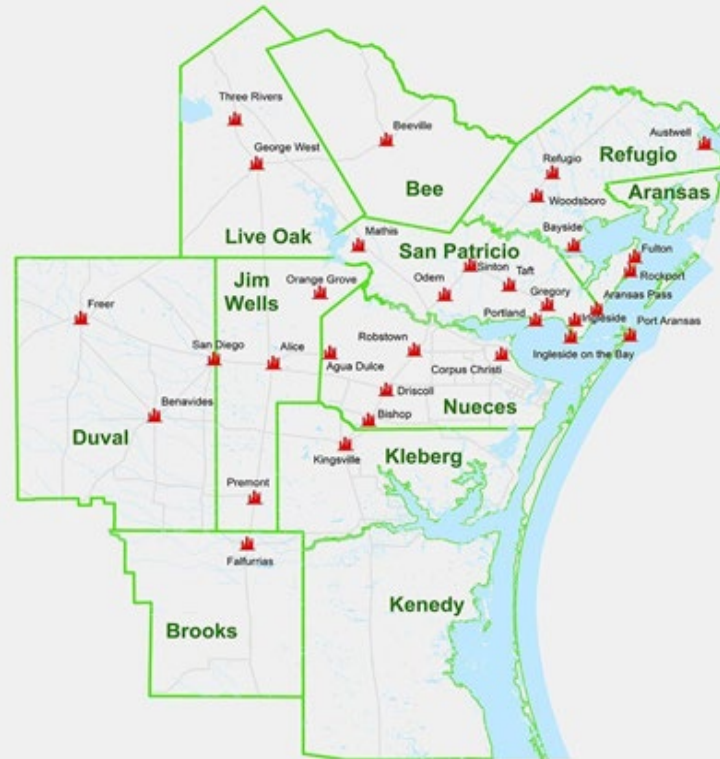 Three Rivers
Beeville
Austwell
George West
Refugio
Refugio
Bee
Woodsboro
Aransas
Live Oak
Mathis
Bayside
San Patricio
Fulton
Sinton
Taft
Rockport
Jim
Wells
Orange Grove
Odem
Gregory
Aransas Pass
Freer
Portland
Ingleside
Port Aransas
San Diego
Alice
Robstown
Ingleside on the Bay
Agua Dulce
Corpus Christi
Benavides
Driscoll
Nueces
Bishop
Duval
Kingsville
Kleberg
Premont
Falfurrias
Kenedy
Brooks